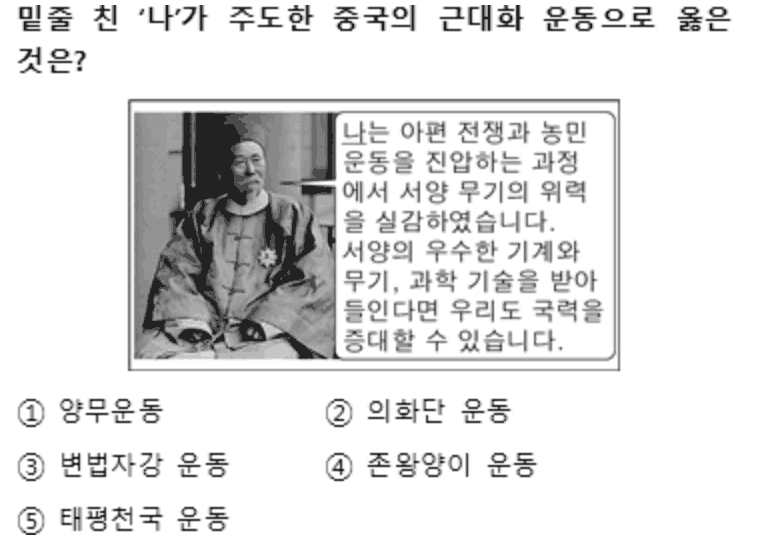 밑줄 친 ‘나’가 주도한 중국의 근대화 운동으로 옳은
것은?
나는 아편 전쟁과 농민
운동을 진압하는 과정
에서 서양 무기의 위력
을 실감하였습니다.
서양의 우수한 기계와
무기, 과학 기술을 받아
들인다면 우리도 국력을
증대할 수 있습니다.
① 양무운동 ② 의화단 운동
③ 변법자강 운동 ④ 존왕양이 운동
⑤ 태평천국 운동